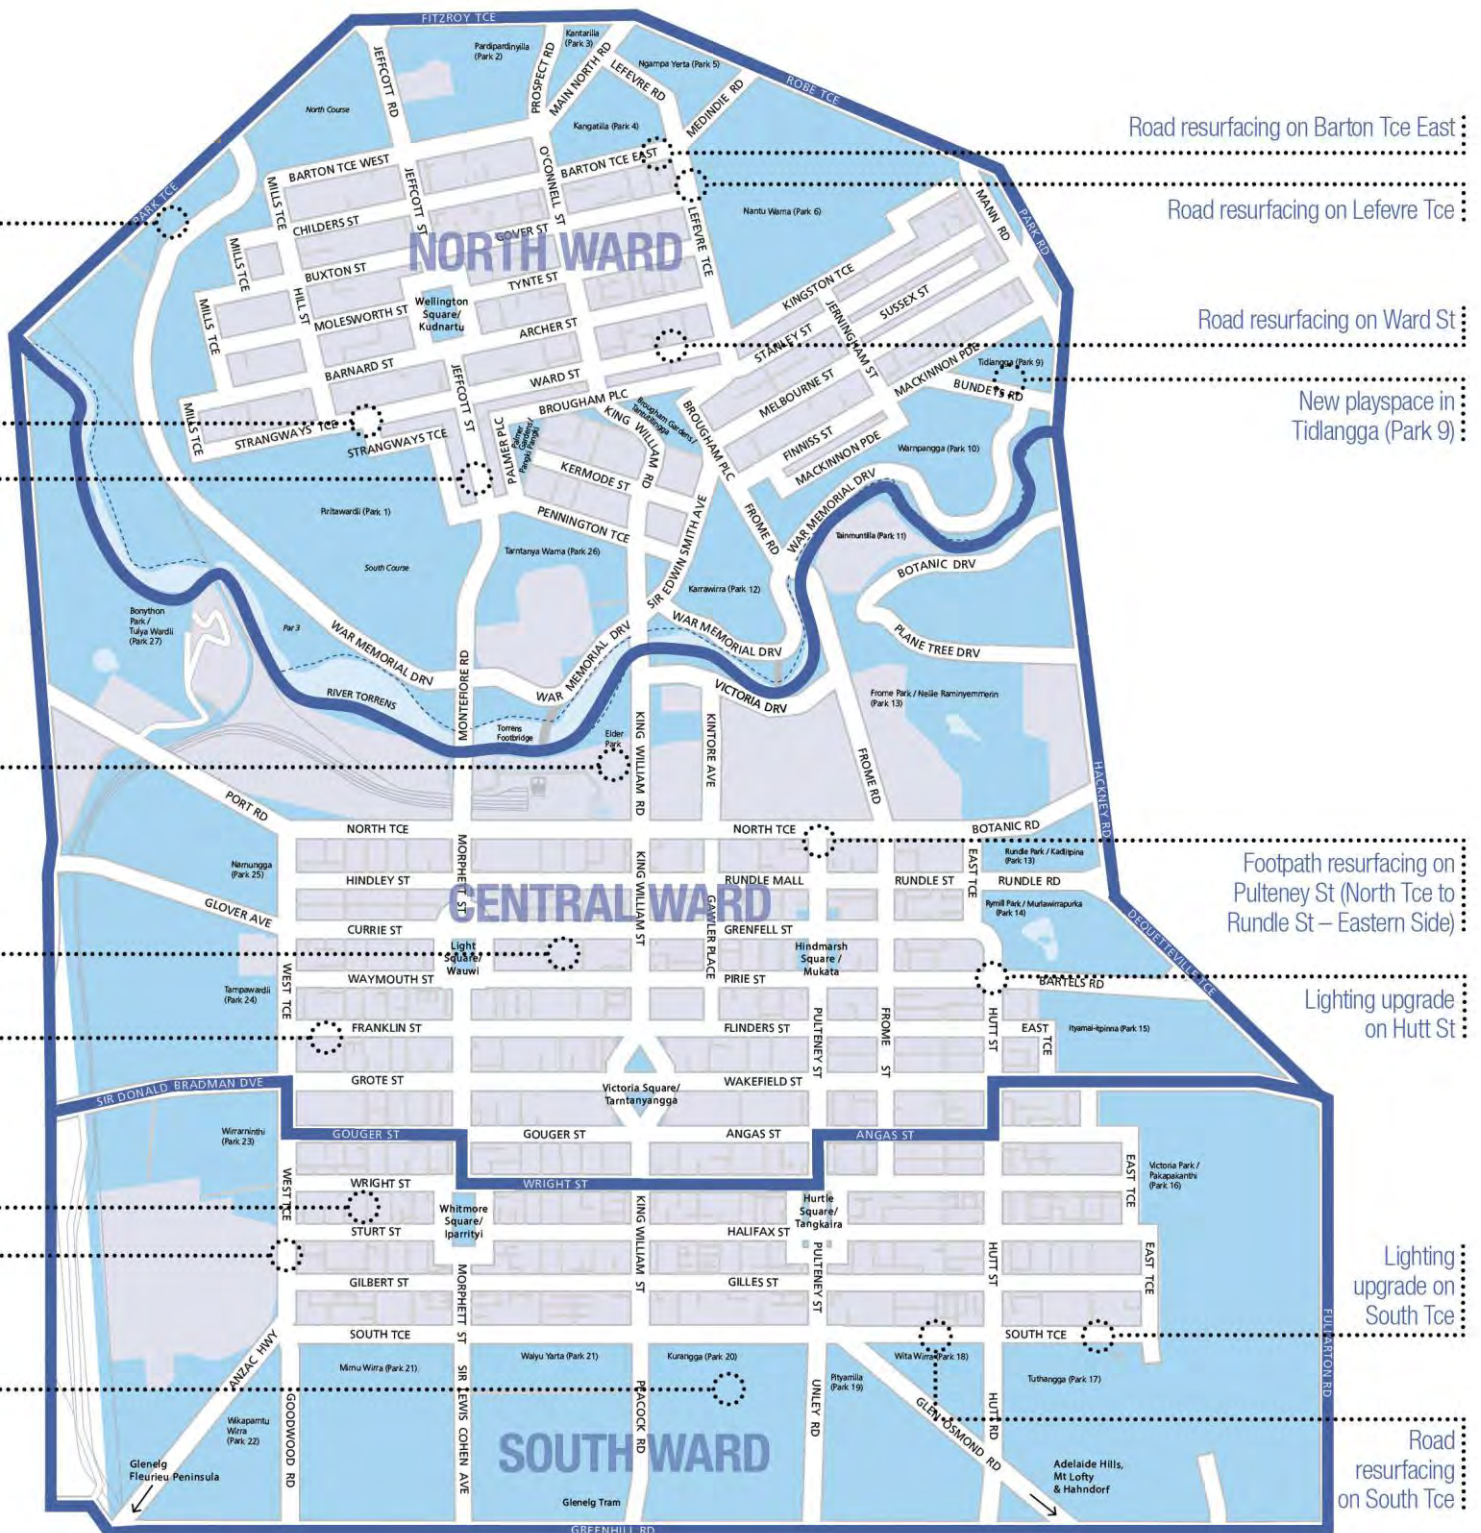 FITZROY TCE
JEFFCOTT RD
Pardipardinyilla
(Park 2)
PROSPECT RD
Kantarilla
(Park 3)
MAIN NORTH RD
LEFEVRE RD
Ngampa Yerta (Park 5)
MEDINDIE RD
ROBE TCE
North Course
Kangatilla (Park 4)
Road resurfacing on Barton Tce East
BARTON TCE WEST
O'CONNELL ST
BARTON TCE EAST
PARK TCE
MILLS TCE
JEFFCOTT ST
Nantu Wama (Park 6)
MANN RD
PARK RD
Road resurfacing on Lefevre Tce
CHILDERS ST
GOVER ST
LEFEVRE TCE
NORTH WARD
MILLS TCE
BUXTON ST
TYNTE ST
KINGSTON TCE
HILL ST
MILLS TCE
MOLESWORTH ST
Wellington
Square/
Kudnartu
ARCHER ST
STANLEY ST
JERNINGHAM ST
SUSSEX ST
Road resurfacing on Ward St
BARNARD ST
JEFFCOTT ST
WARD ST
MELBOURNE ST
MACKINNON PDE
Tidlangga (Park 9)
BUNDEYS RD
New playspace in
Tidlangga (Park 9)
MILLS TCE
STRANGWAYS TCE
STRANGWAYS TCE
PALMER PLC
Palmer
Gardens/
Pangki Pangki
BROUGHAM PLC
KING WILLIAM RD
Brougham Gardens/
Tantutitingga
BROUGHAM PLC
FINNISS ST
MACKINNON PDE
Warnpangga (Park 10)
KERMODE ST
PENNINGTON TCE
SIR EDWIN SMITH AVE
FROME RD
WAR MEMORIAL DRV
Piritawardli (Park 1)
Tarntanya Wama (Park 26)
Tainmuntilla (Park 11)
South Course
Karrawirra (Park 12)
BOTANIC DRV
Bonython
Park /
Tulya Wardli
(Park 27)
Par 3
WAR MEMORIAL DRV
WAR MEMORIAL DRV
WAR MEMORIAL DRV
PLANE TREE DRV
RIVER TORRENS
MONTEFIORE RD
VICTORIA DRV
Frome Park / Nellie Raminyemmerin
(Park 13)
Torrens
Footbridge
Elder
Park
KING WILLIAM RD
KINTORE AVE
FROME RD
HACKNEY RD
PORT RD
NORTH TCE
NORTH TCE
BOTANIC RD
Narnungga
(Park 25)
MORPHETT ST
KING WILLIAM ST
EAST TCE
Rundle Park / Kadlitpina
(Park 13)
Footpath resurfacing on
Pulteney St (North Tce to
Rundle St – Eastern Side)
HINDLEY ST
RUNDLE MALL
RUNDLE ST
RUNDLE RD
CENTRAL WARD
GLOVER AVE
GAWLER PLACE
Rymill Park / Murlawirrapurka
(Park 14)
DEQUETTEVILLE TCE
CURRIE ST
GRENFELL ST
Light
Square/
Wauwi
Hindmarsh
Square /
Mukata
WEST TCE
WAYMOUTH ST
PIRIE ST
BARTELS RD
Lighting upgrade
on Hutt St
Tampawardli
(Park 24)
FRANKLIN ST
FLINDERS ST
PULTENEY ST
FROME ST
HUTT ST
EAST TCE
Ityamai-itpinna (Park 15)
SIR DONALD BRADMAN DVE
GROTE ST
Victoria Square/
Tarntanyangga
WAKEFIELD ST
Wirrarninthi
(Park 23)
GOUGER ST
GOUGER ST
ANGAS ST
ANGAS ST
WEST TCE
EAST TCE
Victoria Park /
Pakapakanthi
(Park 16)
WRIGHT ST
WRIGHT ST
Whitmore
Square/
Iparrityi
KING WILLIAM ST
Hurtle
Square/
Tangkaira
STURT ST
HALIFAX ST
Lighting
upgrade on
South Tce
GILBERT ST
MORPHETT ST
GILLES ST
PULTENEY ST
HUTT ST
EAST TCE
SOUTH TCE
SOUTH TCE
ANZAC HWY
Mirnu Wirra (Park 21)
Walyu Yarta (Park 21)
Kurangga (Park 20)
Wita Wirra (Park 18)
Tuthangga (Park 17)
FULLARTON RD
Pityarrilla
(Park 19)
GOODWOOD RD
SIR LEWIS COHEN AVE
PEACOCK RD
UNLEY RD
GLEN OSMOND RD
HUTT RD
Wikaparntu
Wirra
(Park 22)
SOUTH WARD
Road
resurfacing
on South Tce
Glenelg
Fleurieu Peninsula
Adelaide Hills,
Mt Lofty
& Hahndorf
Glenelg Tram
GREENHILL RD